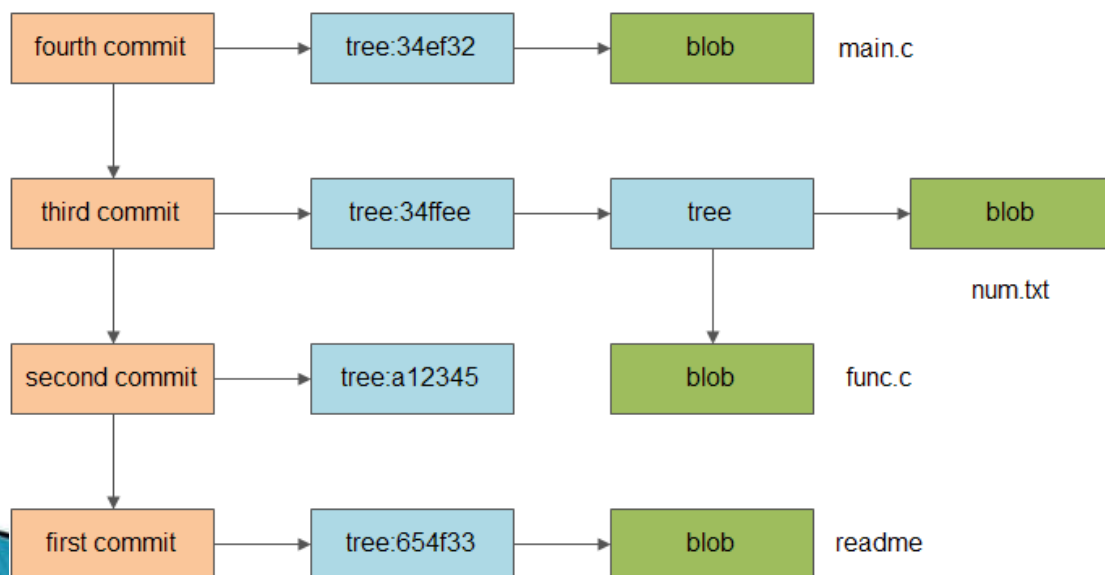 fourth commit
tree:34ef32
blob
main.c
third commit
tree:34ffee
tree
blob
num.txt
second commit
tree:a12345
blob
func.c
first commit
tree:654f33
blob
readme